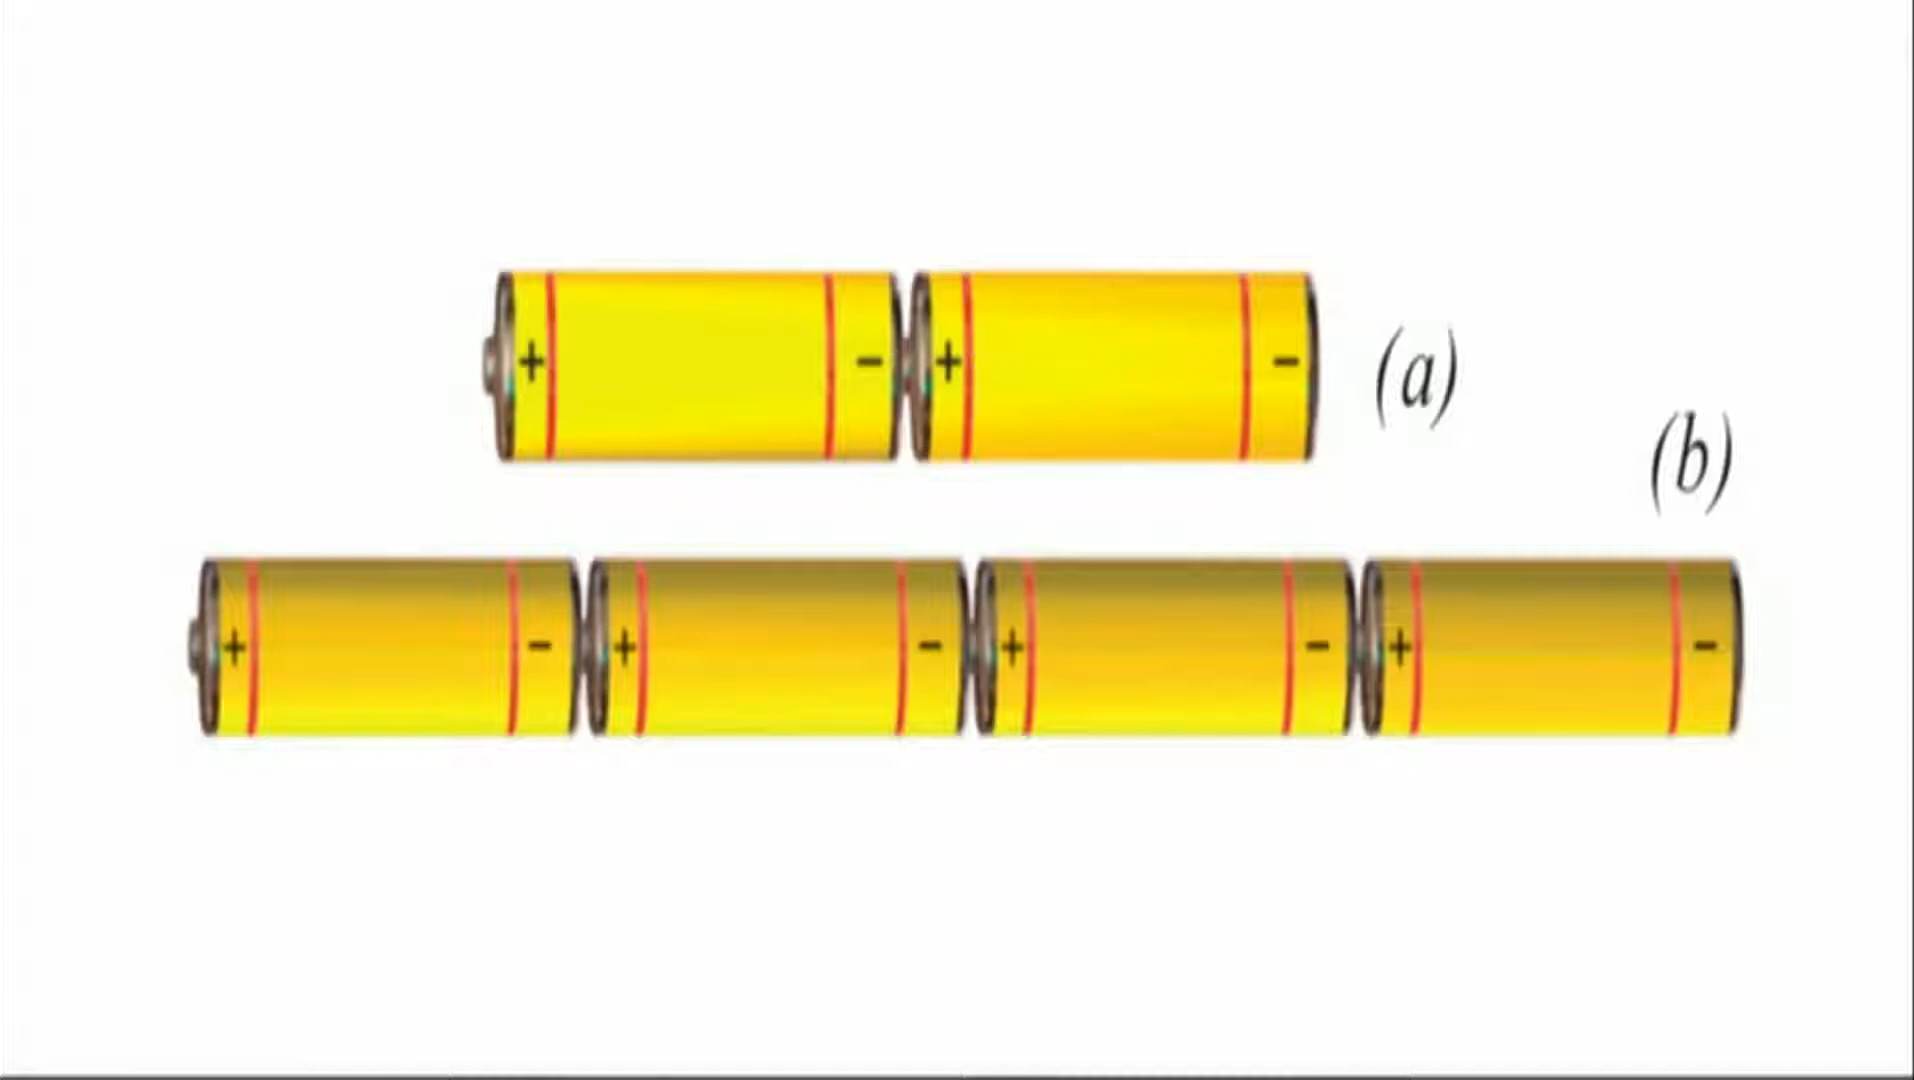 + − + −
(a)
(b)
+ − + − + − + −